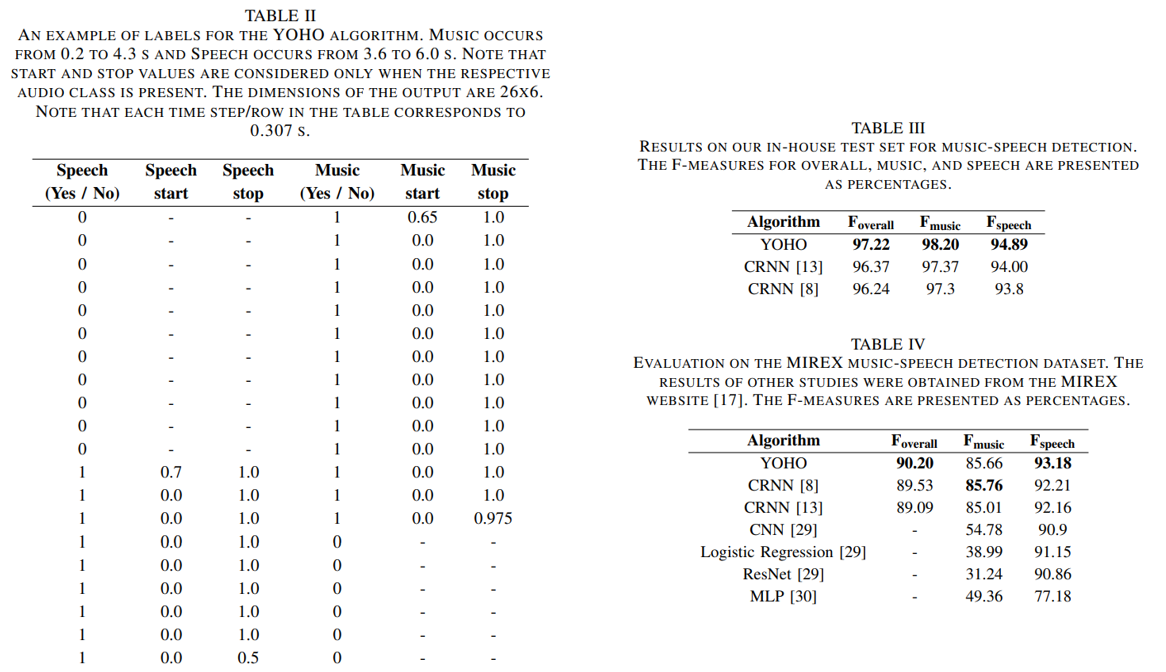 TABLE II
AN EXAMPLE OF LABELS FOR THE YOHO ALGORITHM. MUSIC OCCURS
FROM 0.2 TO 4.3 S AND SPEECH OCCURS FROM 3.6 TO 6.0 S. NOTE THAT
START AND STOP VALUES ARE CONSIDERED ONLY WHEN THE RESPECTIVE
AUDIO CLASS IS PRESENT. THE DIMENSIONS OF THE OUTPUT ARE 26X6.
NOTE THAT EACH TIME STEP/ROW IN THE TABLE CORRESPONDS TO
0.307 S.
Speech Speech Speech Music Music Music
(Yes / No) start stop (Yes / No) start stop
0 - - 1 0.65 1.0
0 - - 1 0.0 1.0
0 - - 1 0.0 1.0
0 - - 1 0.0 1.0
0 - - 1 0.0 1.0
0 - - 1 0.0 1.0
0 - - 1 0.0 1.0
0 - - 1 0.0 1.0
0 - - 1 0.0 1.0
0 - - 1 0.0 1.0
0 - - 1 0.0 1.0
1 0.7 1.0 1 0.0 1.0
1 0.0 1.0 1 0.0 1.0
1 0.0 1.0 1 0.0 0.975
1 0.0 1.0 0 - -
1 0.0 1.0 0 - -
1 0.0 1.0 0 - -
1 0.0 1.0 0 - -
1 0.0 1.0 0 - -
1 0.0 0.5 0 - -
TABLE III
RESULTS ON OUR IN-HOUSE TEST SET FOR MUSIC-SPEECH DETECTION.
THE F-MEASURES FOR OVERALL, MUSIC, AND SPEECH ARE PRESENTED
AS PERCENTAGES.
Algorithm Foverall Fmusic Fspeech
YOHO 97.22 98.20 94.89
CRNN [13] 96.37 97.37 94.00
CRNN [8] 96.24 97.3 93.8
TABLE IV
EVALUATION ON THE MIREX MUSIC-SPEECH DETECTION DATASET. THE
RESULTS OF OTHER STUDIES WERE OBTAINED FROM THE MIREX
WEBSITE [17]. THE F-MEASURES ARE PRESENTED AS PERCENTAGES.
Algorithm Foverall Fmusic Fspeech
YOHO 90.20 85.66 93.18
CRNN [8] 89.53 85.76 92.21
CRNN [13] 89.09 85.01 92.16
CNN [29] - 54.78 90.9
Logistic Regression [29] - 38.99 91.15
ResNet [29] - 31.24 90.86
MLP [30] - 49.36 77.18